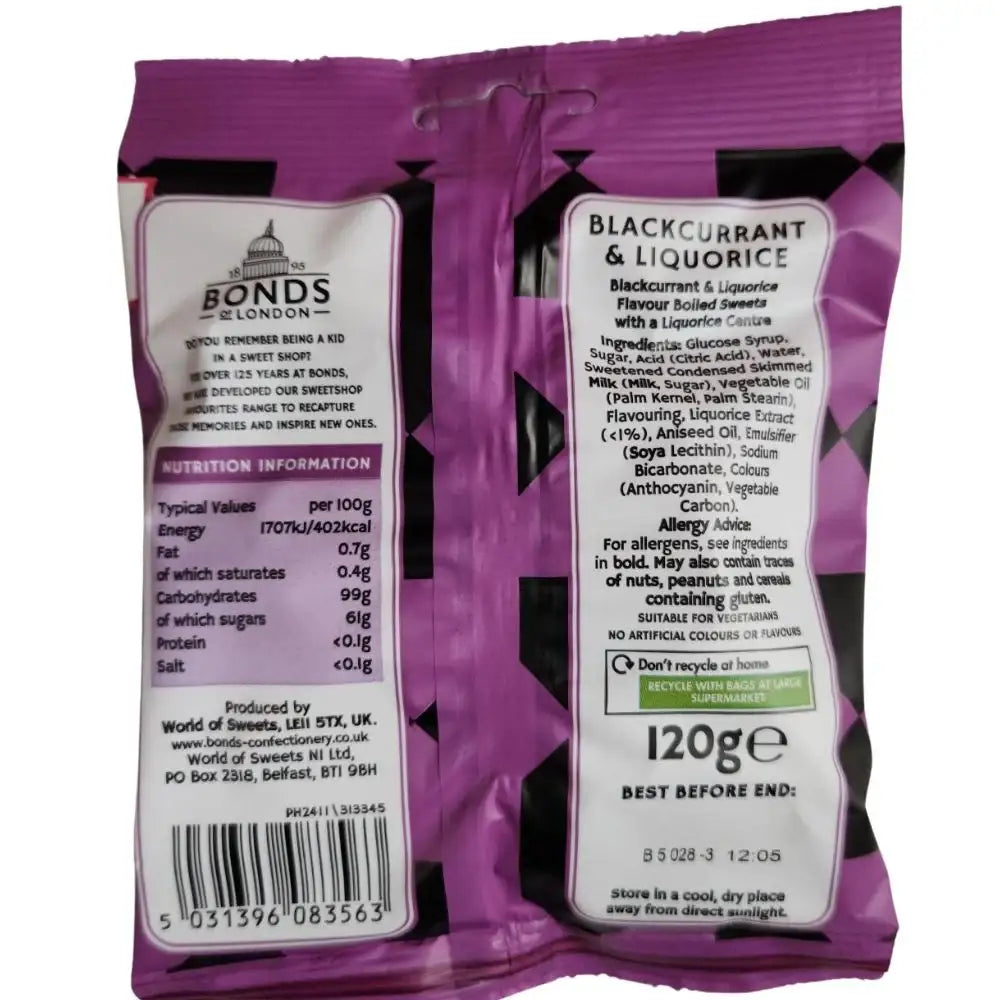 18 95
BONDS
OF LONDON
YOU REMEMBER BEING A KID
IN A SWEET SHOP?
OVER 125 YEARS AT BONDS,
DEVELOPED OUR SWEETSHOP
RANGE TO RECAPTURE
MEMORIES AND INSPIRE NEW ONES.
NUTRITION INFORMATION
Typical Values per 100g
Energy 1707kJ/402kcal
Fat 0.7g
of which saturates 0.4g
Carbohydrates 99g
of which sugars 61g
Protein <0.1g
Salt <0.1g
Produced by
World of Sweets, LE11 5TX, UK.
www.bonds-confectionery.co.uk
World of Sweets NI Ltd,
PO Box 2318, Belfast, BT1 9BH
PH2411\313345
5 031396 083563
BLACKCURRANT
& LIQUORICE
Blackcurrant & Liquorice
Flavour Boiled Sweets
with a Liquorice Centre
Ingredients: Glucose Syrup,
Sugar, Acid (Citric Acid), Water,
Sweetened Condensed Skimmed
Milk (Milk, Sugar), Vegetable Oil
(Palm Kernel, Palm Stearin),
Flavouring, Liquorice Extract
(<1%), Aniseed Oil, Emulsifier
(Soya Lecithin), Sodium
Bicarbonate, Colours
(Anthocyanin, Vegetable
Carbon).
Allergy Advice:
For allergens, see ingredients
in bold. May also contain traces
of nuts, peanuts and cereals
containing gluten.
SUITABLE FOR VEGETARIANS
NO ARTIFICIAL COLOURS OR FLAVOURS
Don't recycle at home
RECYCLE WITH BAGS AT LARGE
SUPERMARKET
120g℮
BEST BEFORE END:
B 5 028 -3 12:05
Store in a cool, dry place
away from direct sunlight.